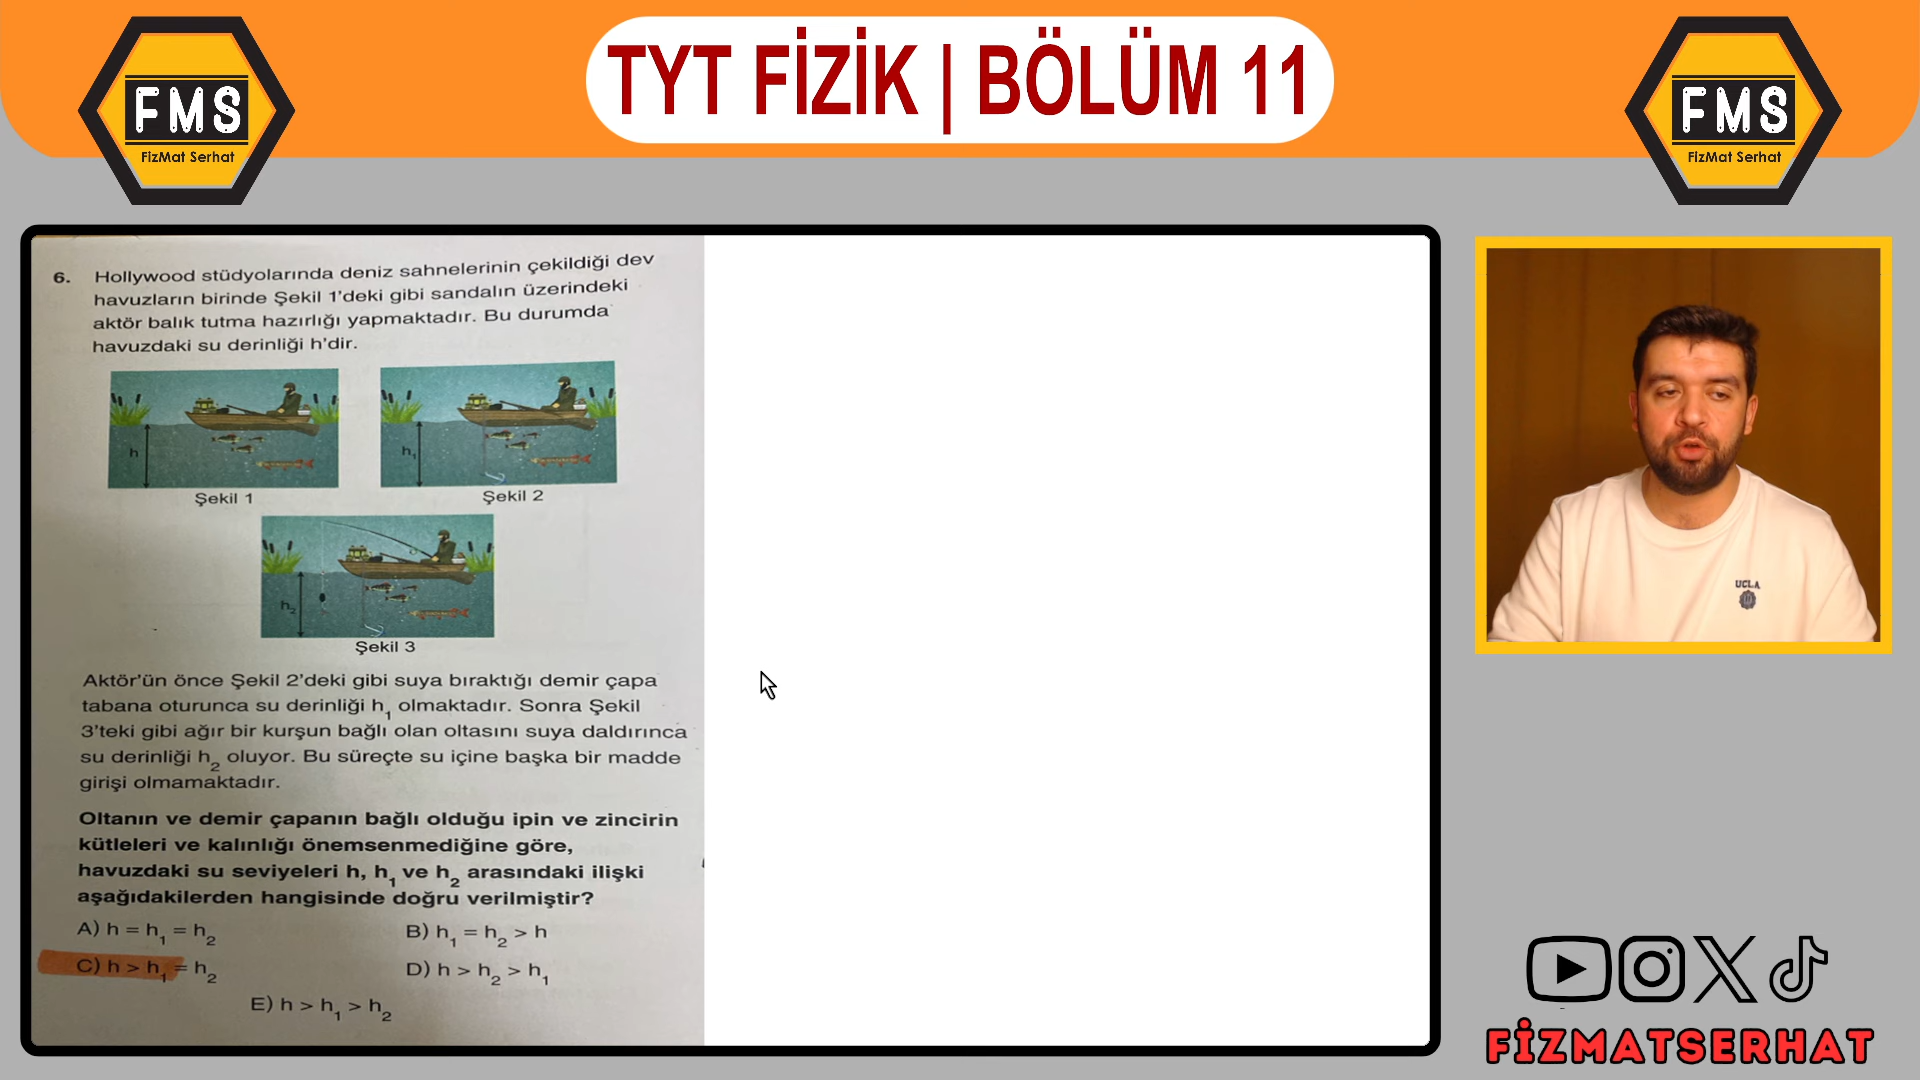 TYT FİZİK | BÖLÜM 11
FMS
FizMat Serhat
FMS
FizMat Serhat
6. Hollywood stüdyolarında deniz sahnelerinin çekildiği dev
havuzların birinde Şekil 1'deki gibi sandalın üzerindeki
aktör balık tutma hazırlığı yapmaktadır. Bu durumda
havuzdaki su derinliği h'dir.
h
h₁
Şekil 1
Şekil 2
h₂
Şekil 3
Aktör'ün önce Şekil 2'deki gibi suya bıraktığı demir çapa
tabana oturunca su derinliği h₁ olmaktadır. Sonra Şekil
3'teki gibi ağır bir kurşun bağlı olan oltasını suya daldırınca
su derinliği h₂ oluyor. Bu süreçte su içine başka bir madde
girişi olmamaktadır.
Oltanın ve demir çapanın bağlı olduğu ipin ve zincirin
kütleleri ve kalınlığı önemsenmediğine göre,
havuzdaki su seviyeleri h, h₁ ve h₂ arasındaki ilişki
aşağıdakilerden hangisinde doğru verilmiştir?
A) h = h₁ = h₂
B) h₁ = h₂ > h
C) h > h₁ = h₂
D) h > h₂ > h₁
E) h > h₁ > h₂
UCLA
FİZMATSERHAT